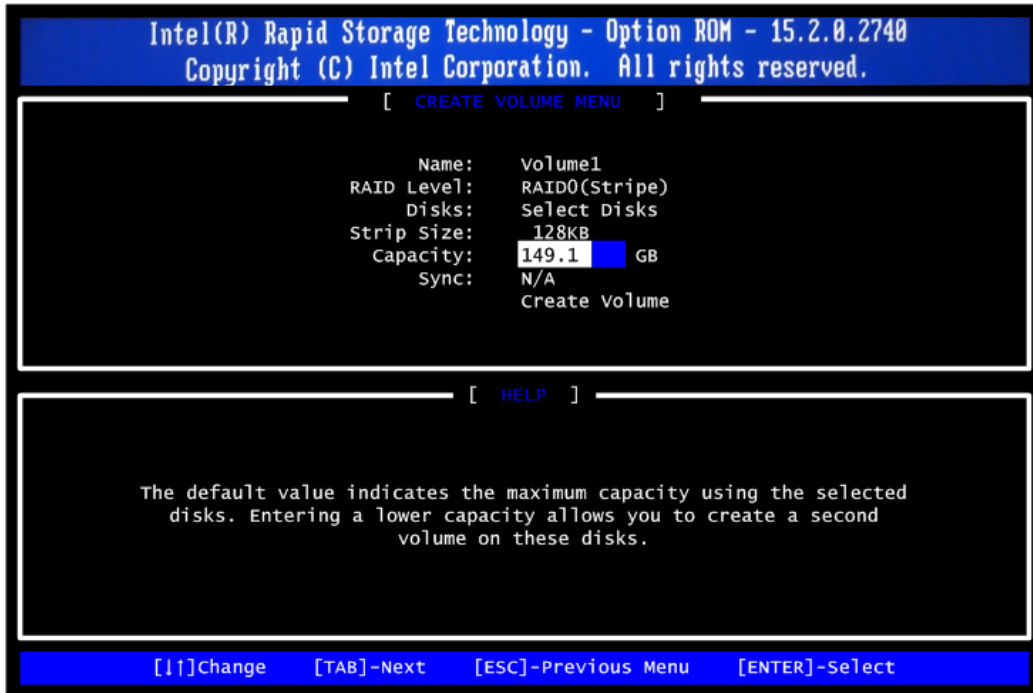 Intel(R) Rapid Storage Technology - Option ROM - 15.2.0.2740
Copyright (C) Intel Corporation. All rights reserved.
[ CREATE VOLUME MENU ]
Name: Volume1
RAID Level: RAID0(Stripe)
Disks: Select Disks
Strip Size: 128KB
Capacity: 149.1 GB
Sync: N/A
Create Volume
[ HELP ]
The default value indicates the maximum capacity using the selected
disks. Entering a lower capacity allows you to create a second
volume on these disks.
[↓↑]Change [TAB]-Next [ESC]-Previous Menu [ENTER]-Select